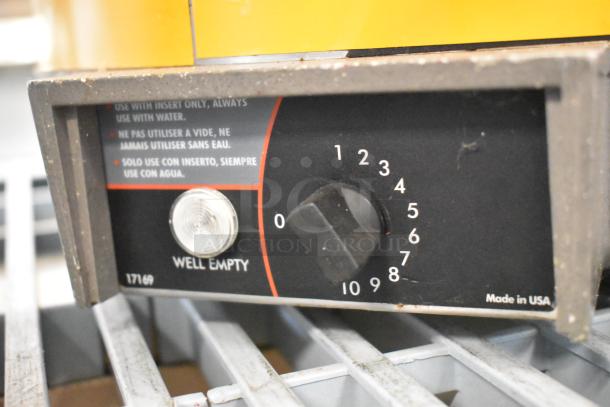 USE WITH INSERT ONLY, ALWAYS
USE WITH WATER.
NE PAS UTILISER A VIDE, NE
JAMAIS UTILISER SANS EAU.
SOLO USE CON INSERTO, SIEMPRE
USE CON AGUA.
WELL EMPTY
17169
0
1
2
3
4
5
6
7
8
9
10
Made in USA
AUCTION GROUP